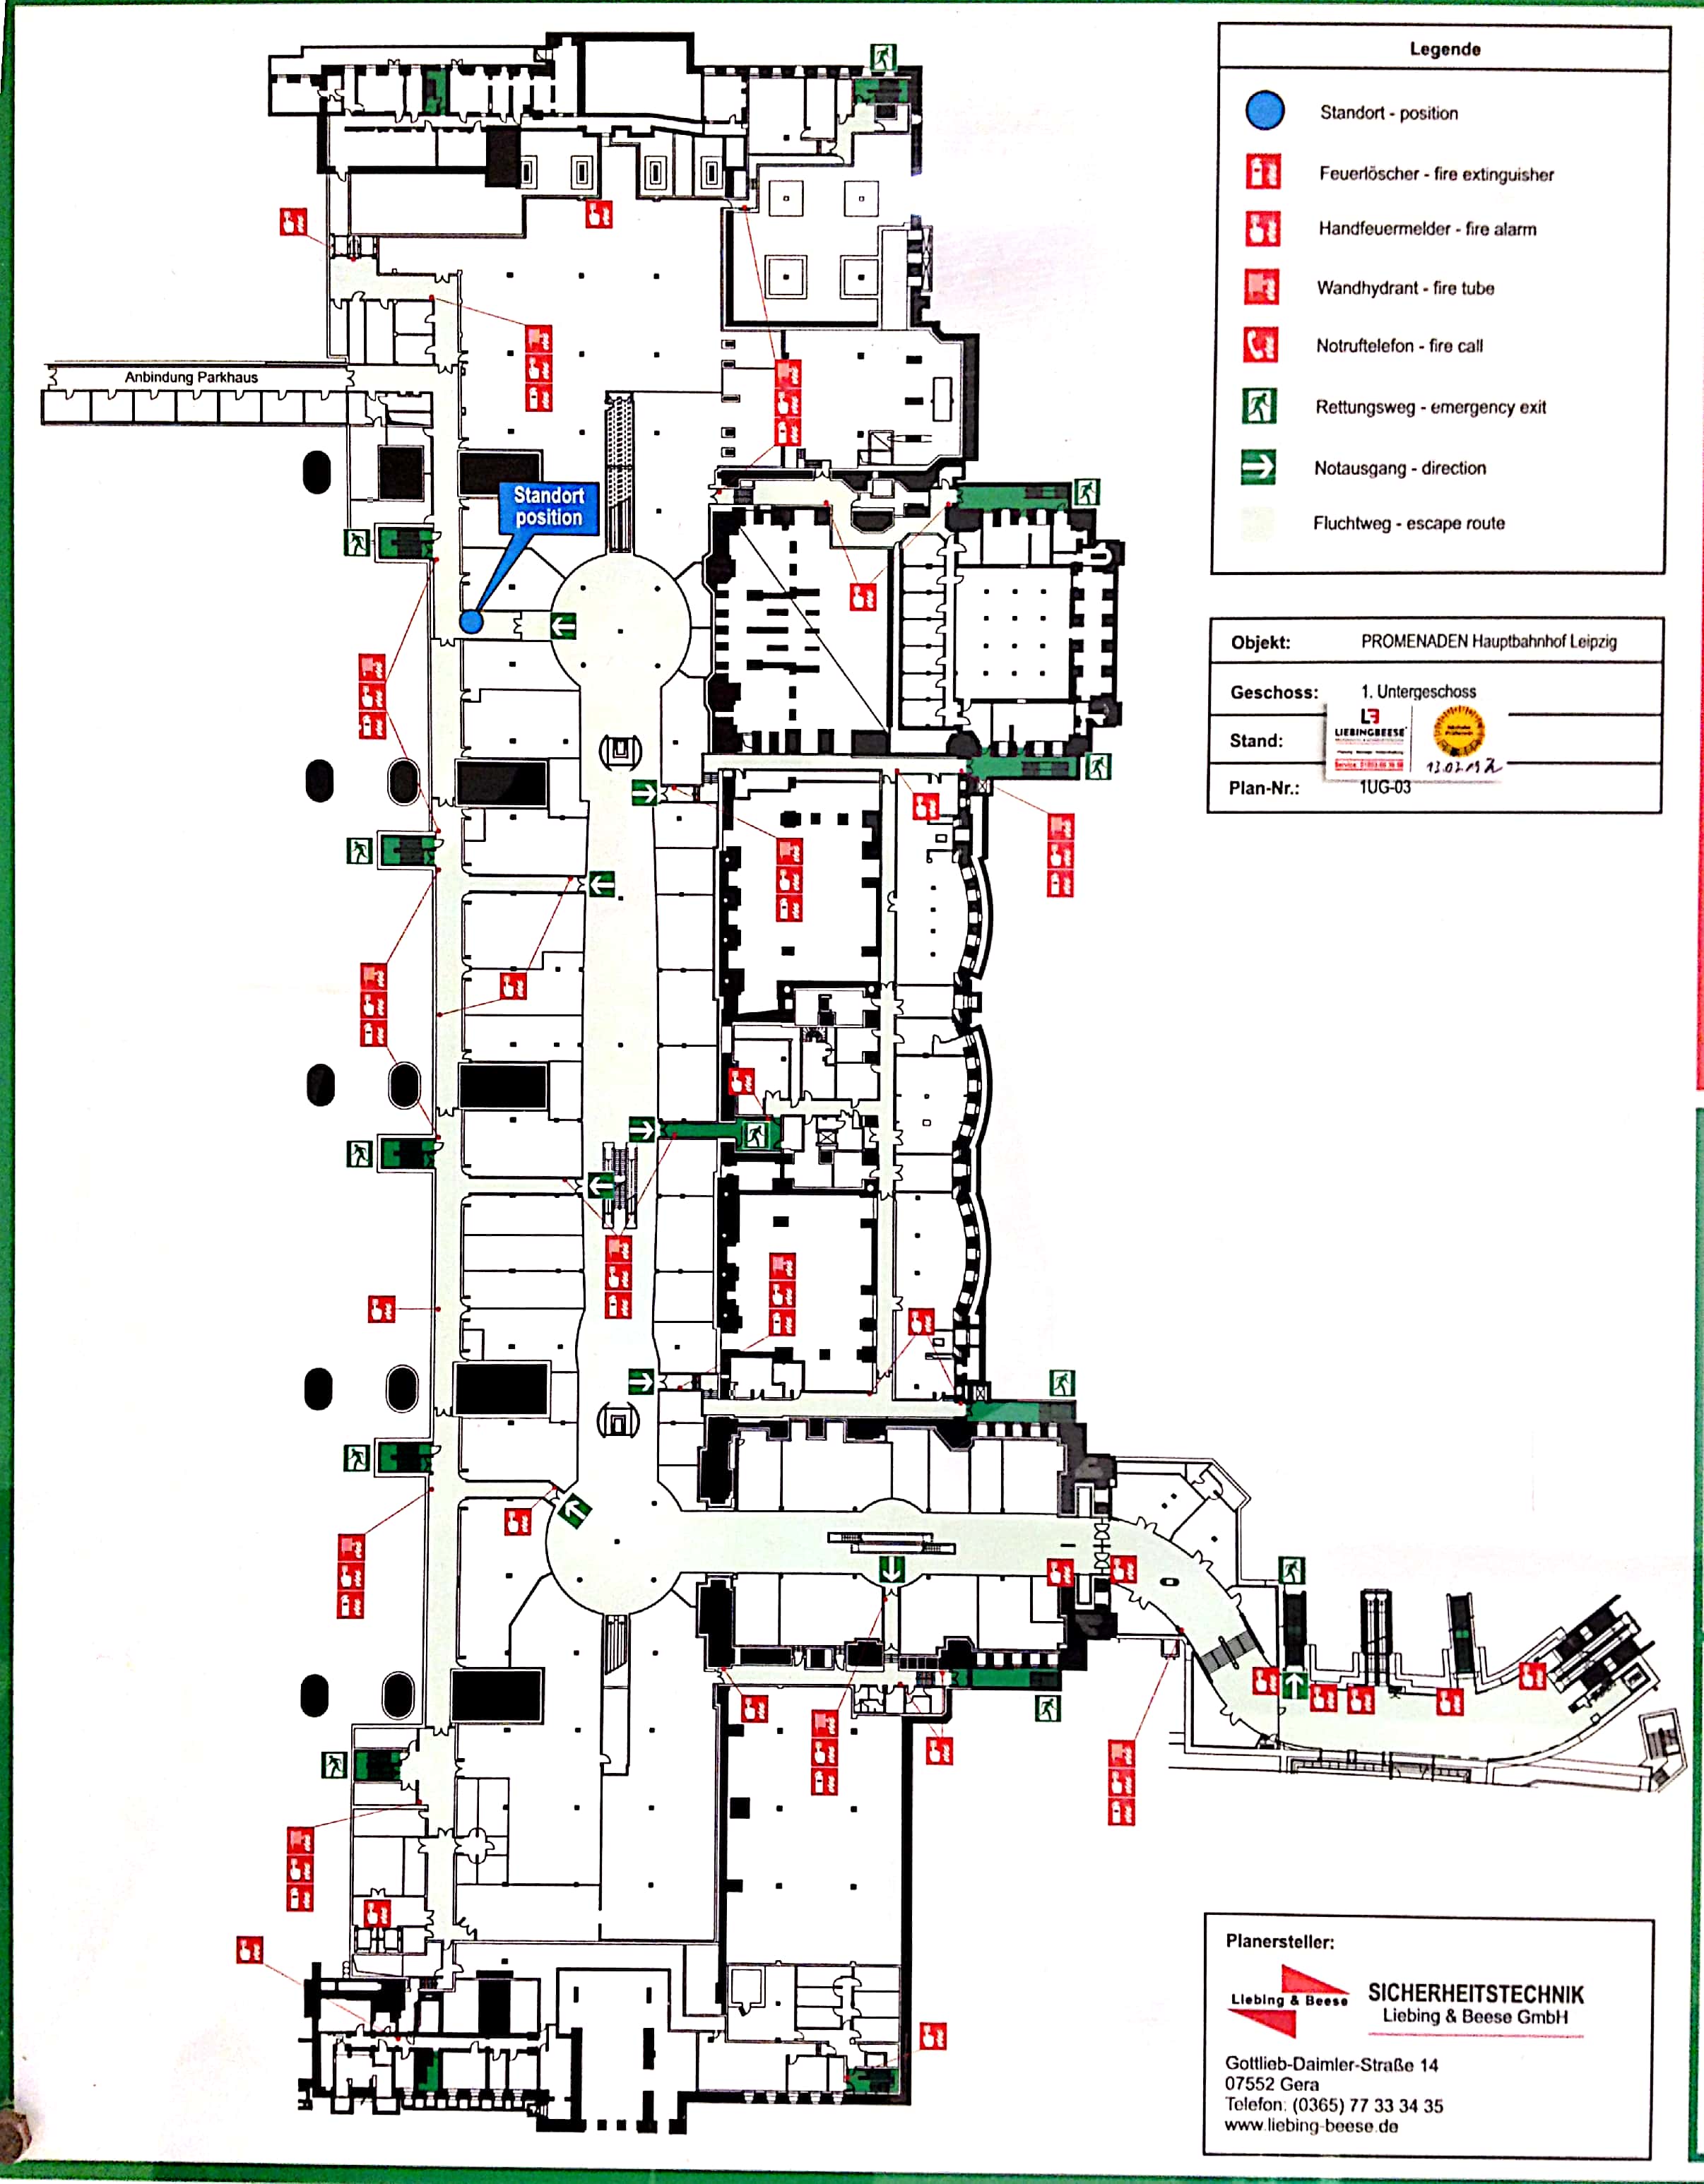 Legende
Standort - position
Feuerlöscher - fire extinguisher
Handfeuermelder - fire alarm
Wandhydrant - fire tube
Notruftelefon - fire call
Rettungsweg - emergency exit
Notausgang - direction
Fluchtweg - escape route
Anbindung Parkhaus
Standort
position
Objekt: PROMENADEN Hauptbahnhof Leipzig
Geschoss: 1. Untergeschoss
Stand:
LIEBINGBEESE
Plan-Nr.: 1UG-03
Planersteller:
Liebing & Beese
SICHERHEITSTECHNIK
Liebing & Beese GmbH
Gottlieb-Daimler-Straße 14
07552 Gera
Telefon: (0365) 77 33 34 35
www.liebing-beese.de